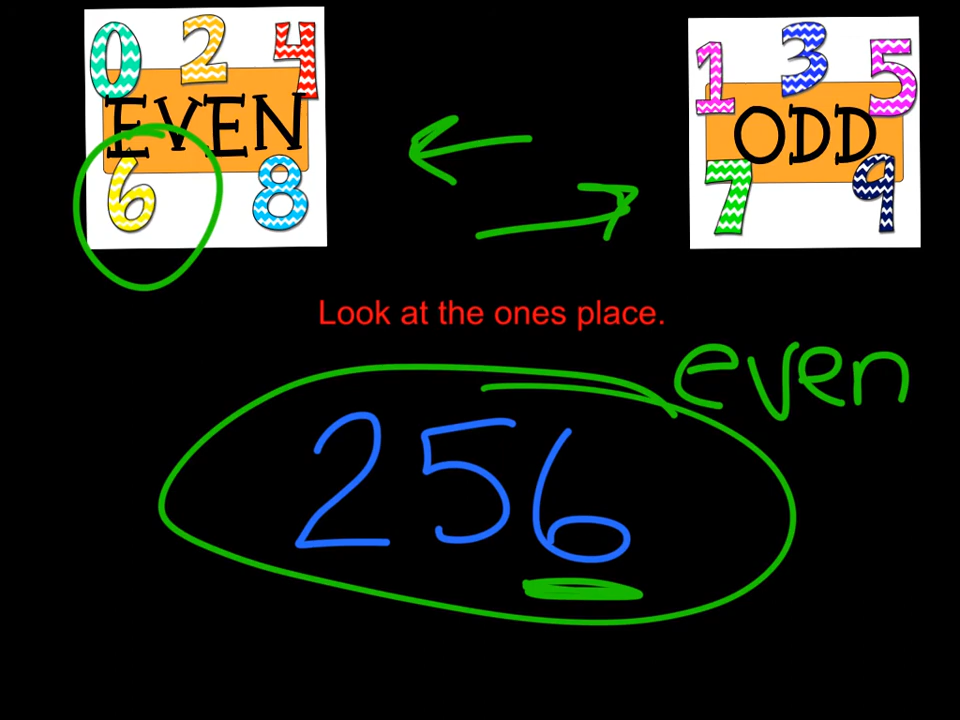 0 2 4
EVEN
6 8
1 3 5
ODD
7 9
Look at the ones place.
even
256